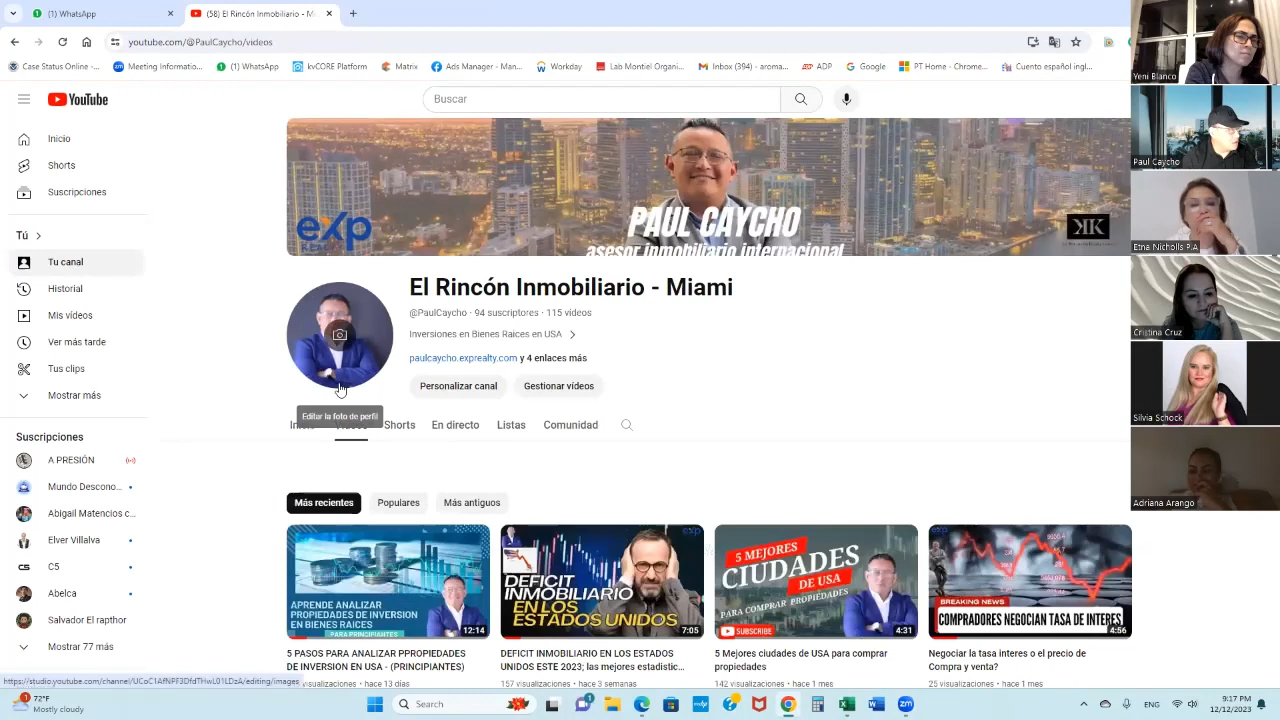 (1) WhatsApp
(58) El Rincón Inmobiliario - M
youtube.com/@PaulCaycho/videos
Case Status Online -...
Meeting Informatio...
(1) WhatsApp
kvCORE Platform
Matrix
Ads Manager - Ma...
Workday
Lab Montiel Organi...
Inbox (394) - aroma...
ADP
Google
PT Home - Chrome...
Cuento español ingl...
YouTube
Buscar
Inicio
Shorts
Suscripciones
Tú
Tu canal
Historial
Mis vídeos
Ver más tarde
Tus clips
Mostrar más
Suscripciones
A PRESIÓN
Mundo Descono...
Abigail Matencios c...
Elver Villalva
C5
Abelca
Salvador El rapthor
Mostrar 77 más
exp
REALTY
PAUL CAYCHO
asesor inmobiliario internacional
El Rincón Inmobiliario - Miami
@PaulCaycho · 94 suscriptores · 115 vídeos
Inversiones en Bienes Raices en USA
paulcaycho.exprealty.com y 4 enlaces más
Personalizar canal
Gestionar vídeos
Editar la foto de perfil
Shorts
En directo
Listas
Comunidad
Más recientes
Populares
Más antiguos
APRENDE ANALIZAR
PROPIEDADES DE INVERSION
EN BIENES RAICES
PARA PRINCIPIANTES
12:14
DEFICIT
INMOBILIARIO
EN LOS
ESTADOS UNIDOS
7:05
5 MEJORES
CIUDADES
DE USA
PARA COMPRAR PROPIEDADES
SUBSCRIBE
4:31
BREAKING NEWS
COMPRADORES NEGOCIAN TASA DE INTERES
4:56
5 PASOS PARA ANALIZAR PPROPIEDADES
DE INVERSION EN USA - (PRINCIPIANTES)
visualizaciones · hace 13 días
DEFICIT INMOBILIARIO EN LOS ESTADOS
UNIDOS ESTE 2023; las mejores estadistic...
157 visualizaciones · hace 3 semanas
5 Mejores ciudades de USA para comprar
propiedades
142 visualizaciones · hace 1 mes
Negociar la tasa interes o el precio de
Compra y venta?
25 visualizaciones · hace 1 mes
https://studio.youtube.com/channel/UCoC1AfNPF3DfdTHwL01LDzA/editing/images
Yeni Blanco
Paul Caycho
Etna Nicholls P.A
Cristina Cruz
Silvia Schock
Adriana Arango
72°F
Mostly cloudy
Search
ENG
9:17 PM
12/12/2023